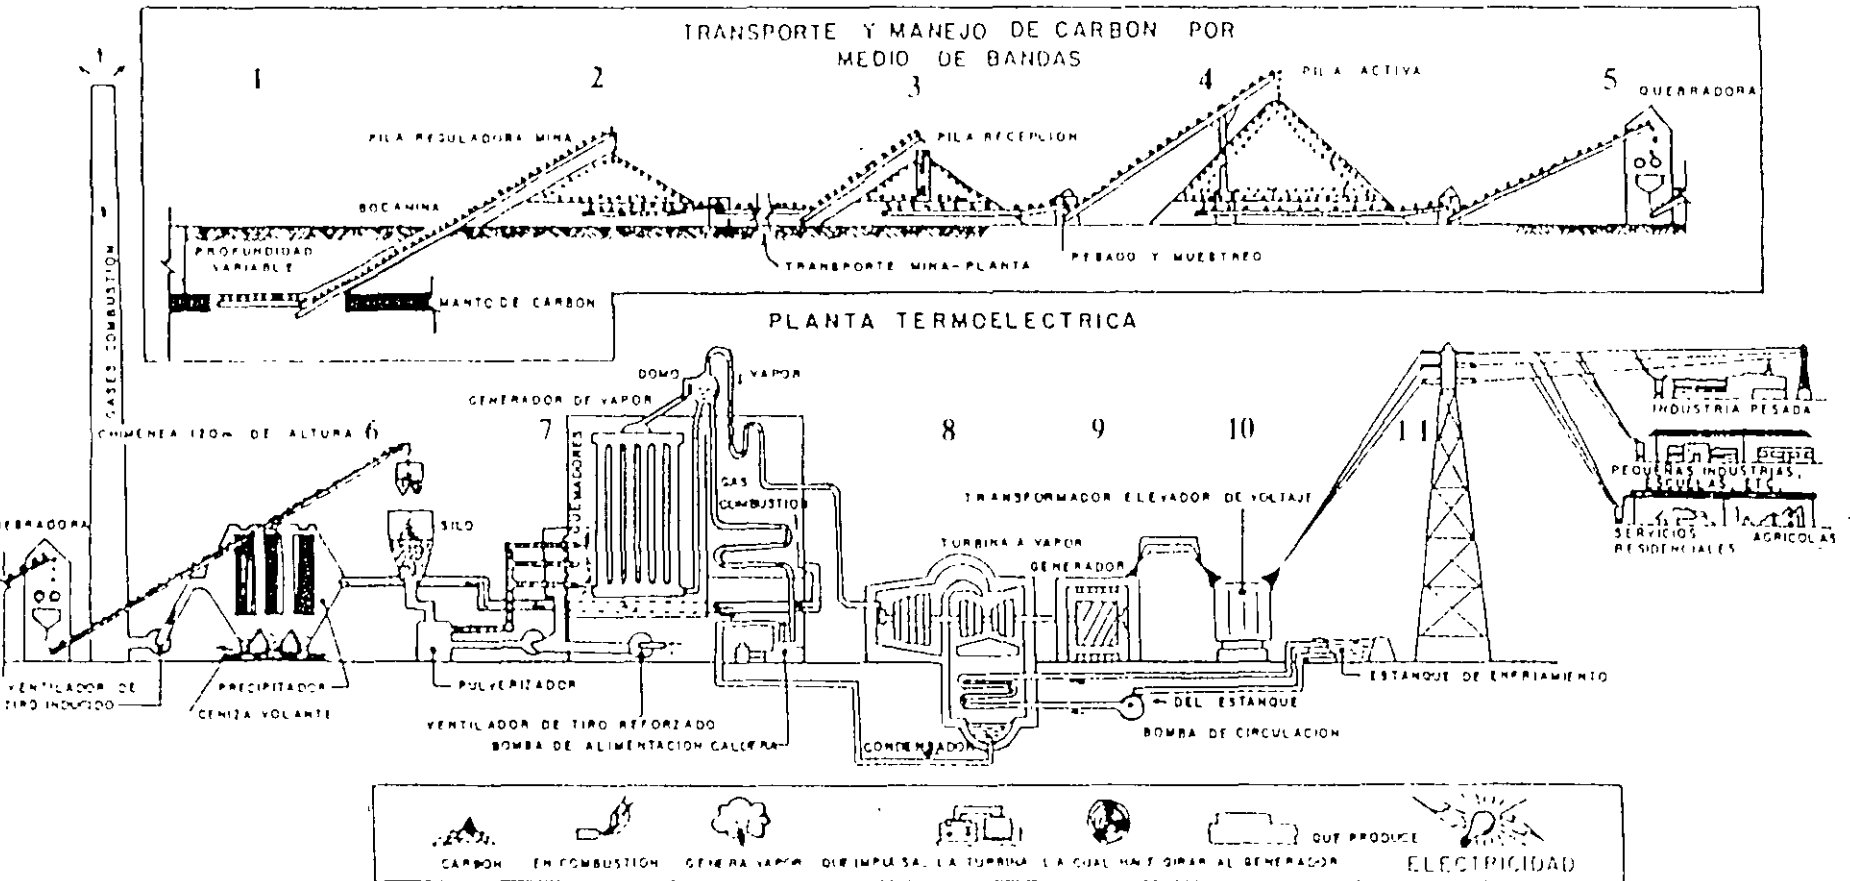 TRANSPORTE Y MANEJO DE CARBON POR
MEDIO DE BANDAS
1
2
3
4
5
PILA ACTIVA
QUEBRADORA
PILA REGULADORA MINA
PILA RECEPCION
BOCAMINA
PROFUNDIDAD
VARIABLE
TRANSPORTE MINA-PLANTA
PESADO Y MUESTREO
MANTO DE CARBON
GASES COMBUSTION
PLANTA TERMOELECTRICA
DOMO
VAPOR
GENERADOR DE VAPOR
CHIMENEA 120m DE ALTURA
6
7
8
9
10
11
INDUSTRIA PESADA
PEQUEÑAS INDUSTRIAS,
ESCUELAS, ETC.
SERVICIOS
RESIDENCIALES
AGRICOLAS
QUEMADORES
GAS
COMBUSTION
TRANSFORMADOR ELEVADOR DE VOLTAJE
EBRADORA
SILO
TURBINA A VAPOR
GENERADOR
VENTILADOR DE
TIRO INDUCIDO
PRECIPITADOR
CENIZA VOLANTE
PULVERIZADOR
VENTILADOR DE TIRO REFORZADO
BOMBA DE ALIMENTACION CALDERA
CONDENSADOR
ESTANQUE DE ENFRIAMIENTO
DEL ESTANQUE
BOMBA DE CIRCULACION
CARBON EN COMBUSTION GENERA VAPOR QUE IMPULSA, LA TURBINA LA CUAL HACE GIRAR AL GENERADOR QUE PRODUCE ELECTRICIDAD